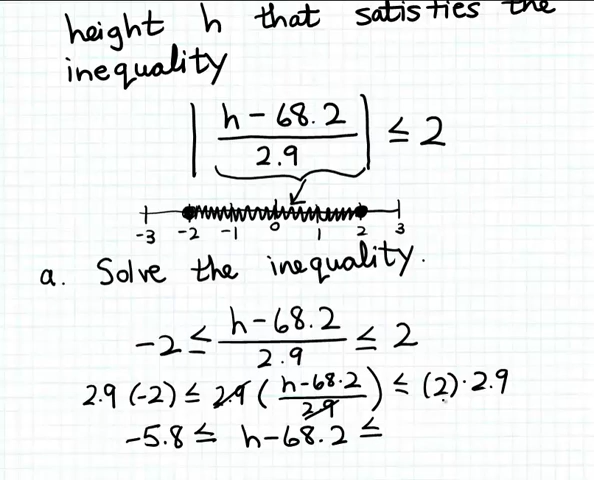 height h that satisfies the
inequality
| h - 68.2 / 2.9 | ≤ 2
-3 -2 -1 0 1 2 3
a. Solve the inequality.
-2 ≤ h - 68.2 / 2.9 ≤ 2
2.9 (-2) ≤ 2.9 ( h - 68.2 / 2.9 ) ≤ (2) · 2.9
-5.8 ≤ h - 68.2 ≤